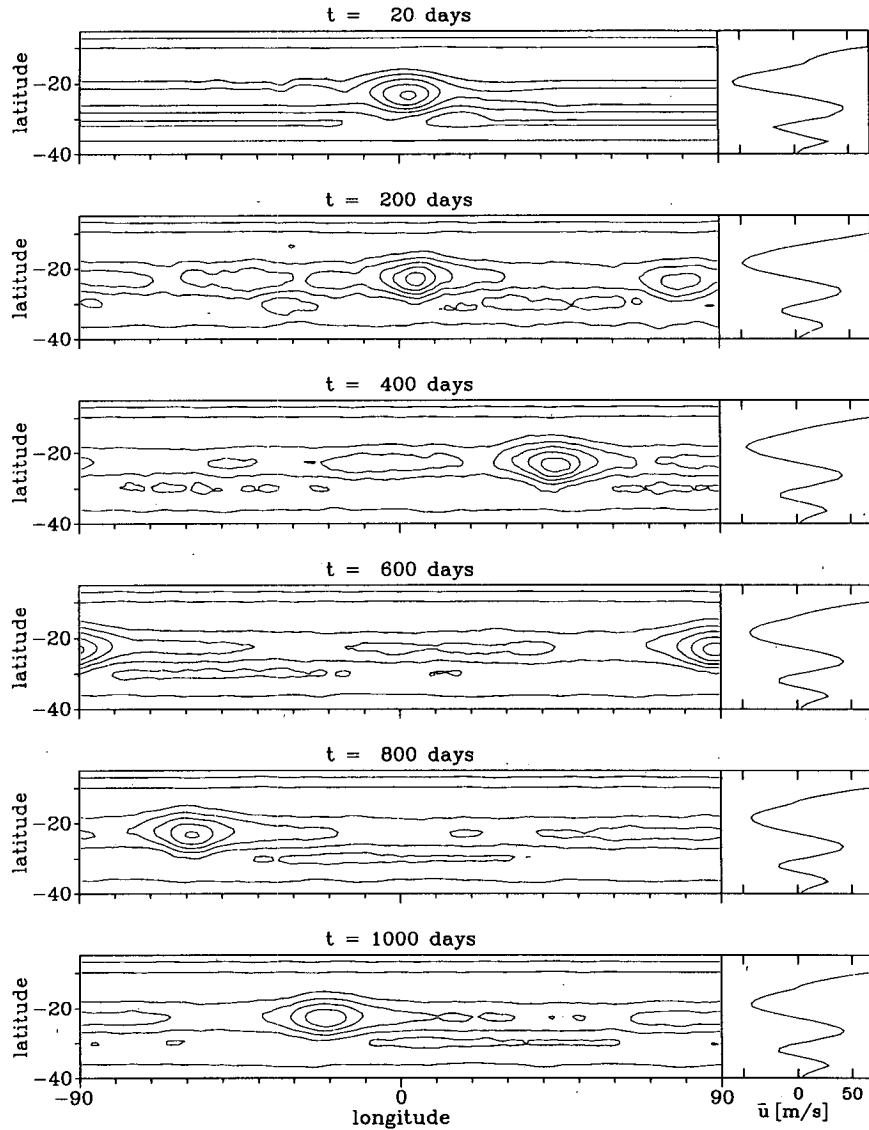 t = 20 days
latitude
-20
-40
t = 200 days
latitude
-20
-40
t = 400 days
latitude
-20
-40
t = 600 days
latitude
-20
-40
t = 800 days
latitude
-20
-40
t = 1000 days
latitude
-20
-40
-90 0 90 0 50
longitude ū [m/s]